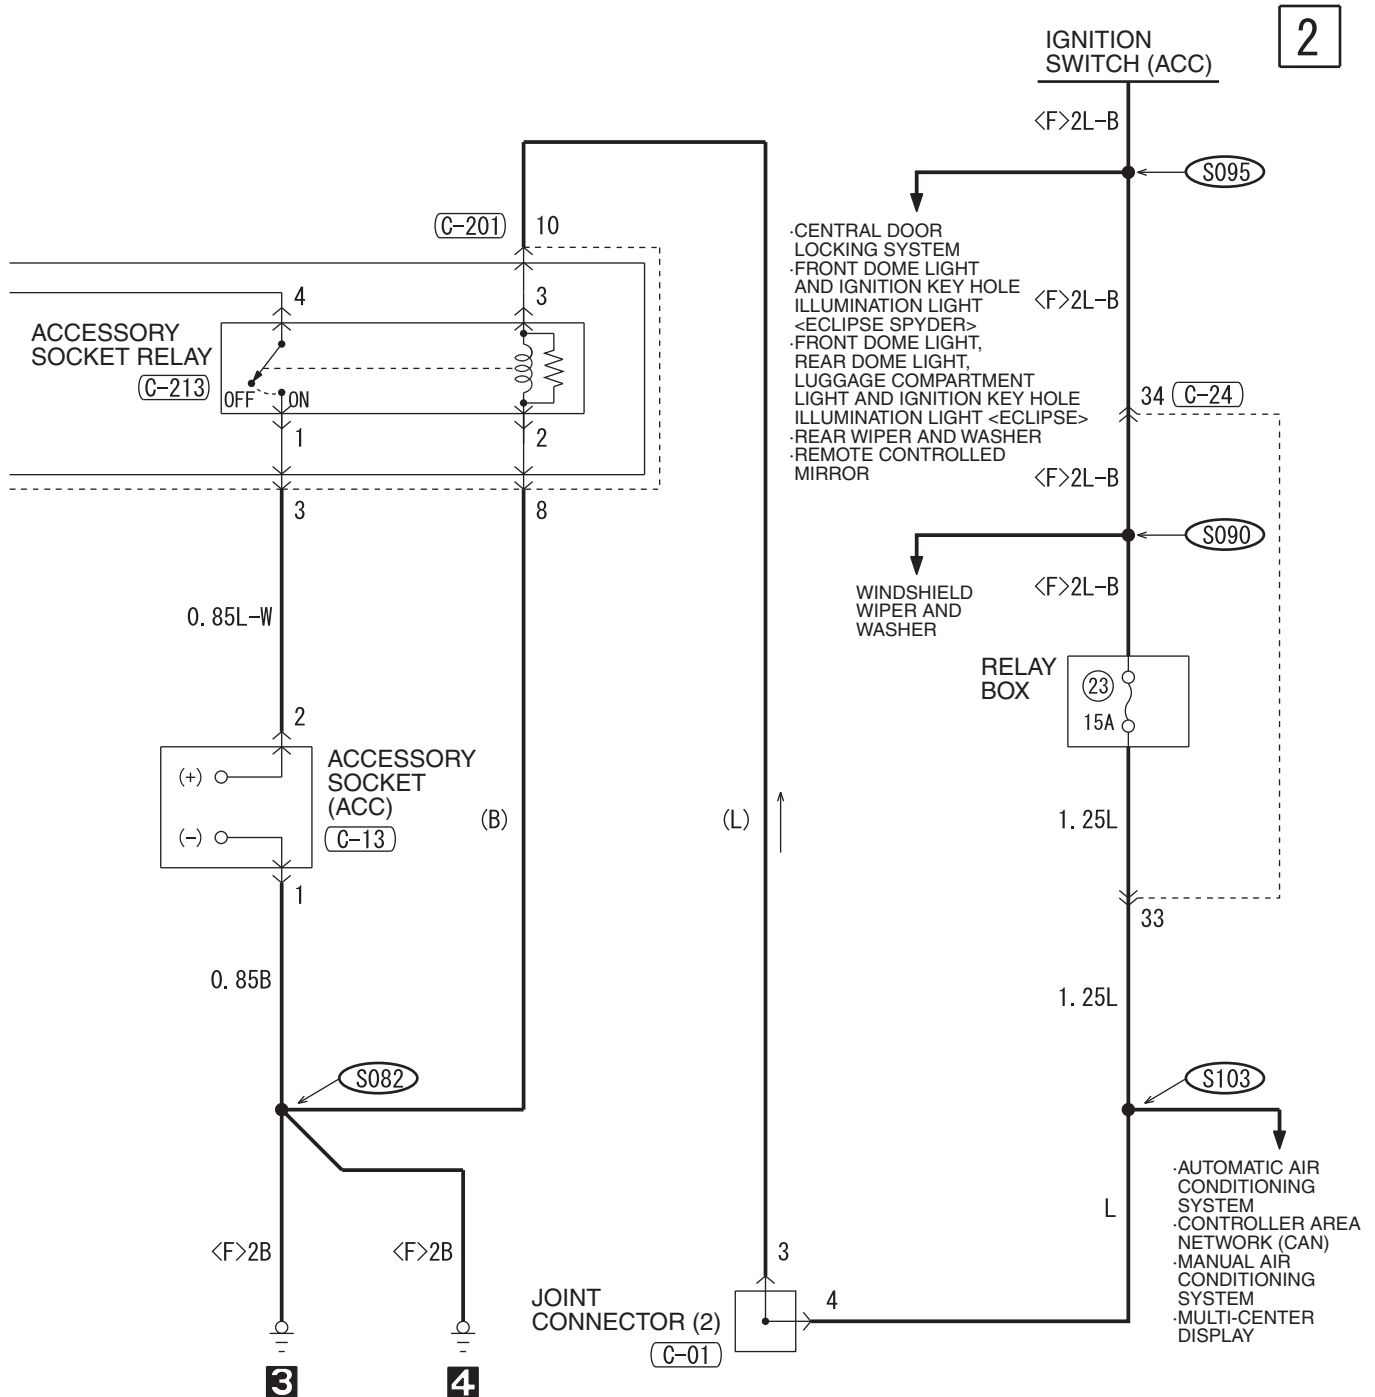 2
IGNITION
SWITCH (ACC)
<F>2L-B
S095
·CENTRAL DOOR
LOCKING SYSTEM
·FRONT DOME LIGHT
AND IGNITION KEY HOLE
ILLUMINATION LIGHT
<ECLIPSE SPYDER>
·FRONT DOME LIGHT,
REAR DOME LIGHT,
LUGGAGE COMPARTMENT
LIGHT AND IGNITION KEY HOLE
ILLUMINATION LIGHT <ECLIPSE>
·REAR WIPER AND WASHER
·REMOTE CONTROLLED
MIRROR
<F>2L-B
34 C-24
<F>2L-B
S090
WINDSHIELD
WIPER AND
WASHER
<F>2L-B
RELAY
BOX
23
15A
1.25L
33
1.25L
S103
·AUTOMATIC AIR
CONDITIONING
SYSTEM
·CONTROLLER AREA
NETWORK (CAN)
·MANUAL AIR
CONDITIONING
SYSTEM
·MULTI-CENTER
DISPLAY
L
4
3
JOINT
CONNECTOR (2)
C-01
(L)
C-201 10
4
3
ACCESSORY
SOCKET RELAY
C-213
OFF ON
1
2
3
8
0.85L-W
2
(+)
(-)
ACCESSORY
SOCKET
(ACC)
C-13
(B)
1
0.85B
S082
<F>2B
<F>2B
3
4